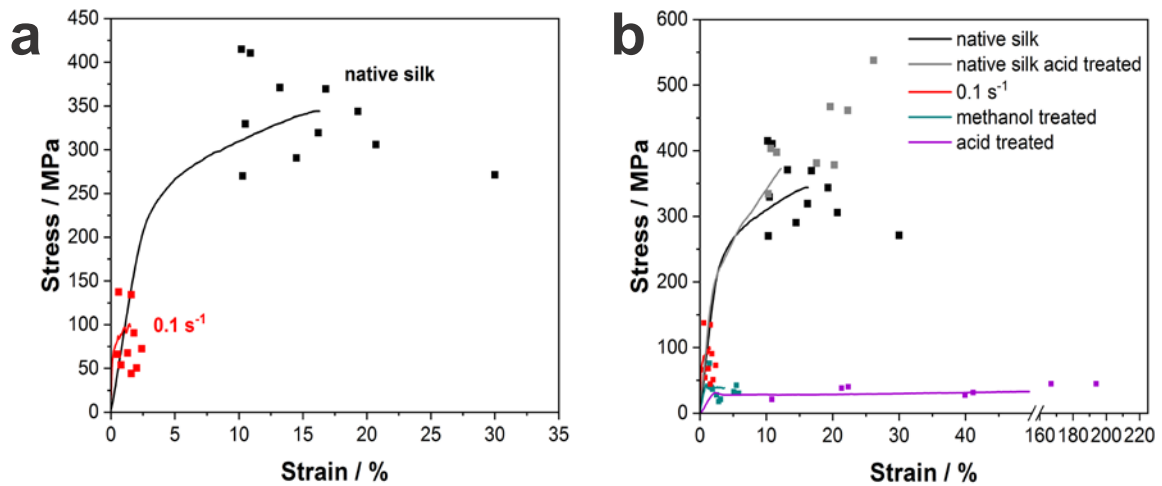 a
Stress / MPa
450
400
350
300
250
200
150
100
50
0
native silk
0.1 s⁻¹
0 5 10 15 20 25 30 35
Strain / %
b
Stress / MPa
600
500
400
300
200
100
0
native silk
native silk acid treated
0.1 s⁻¹
methanol treated
acid treated
0 10 20 30 40 160 180 200 220
Strain / %